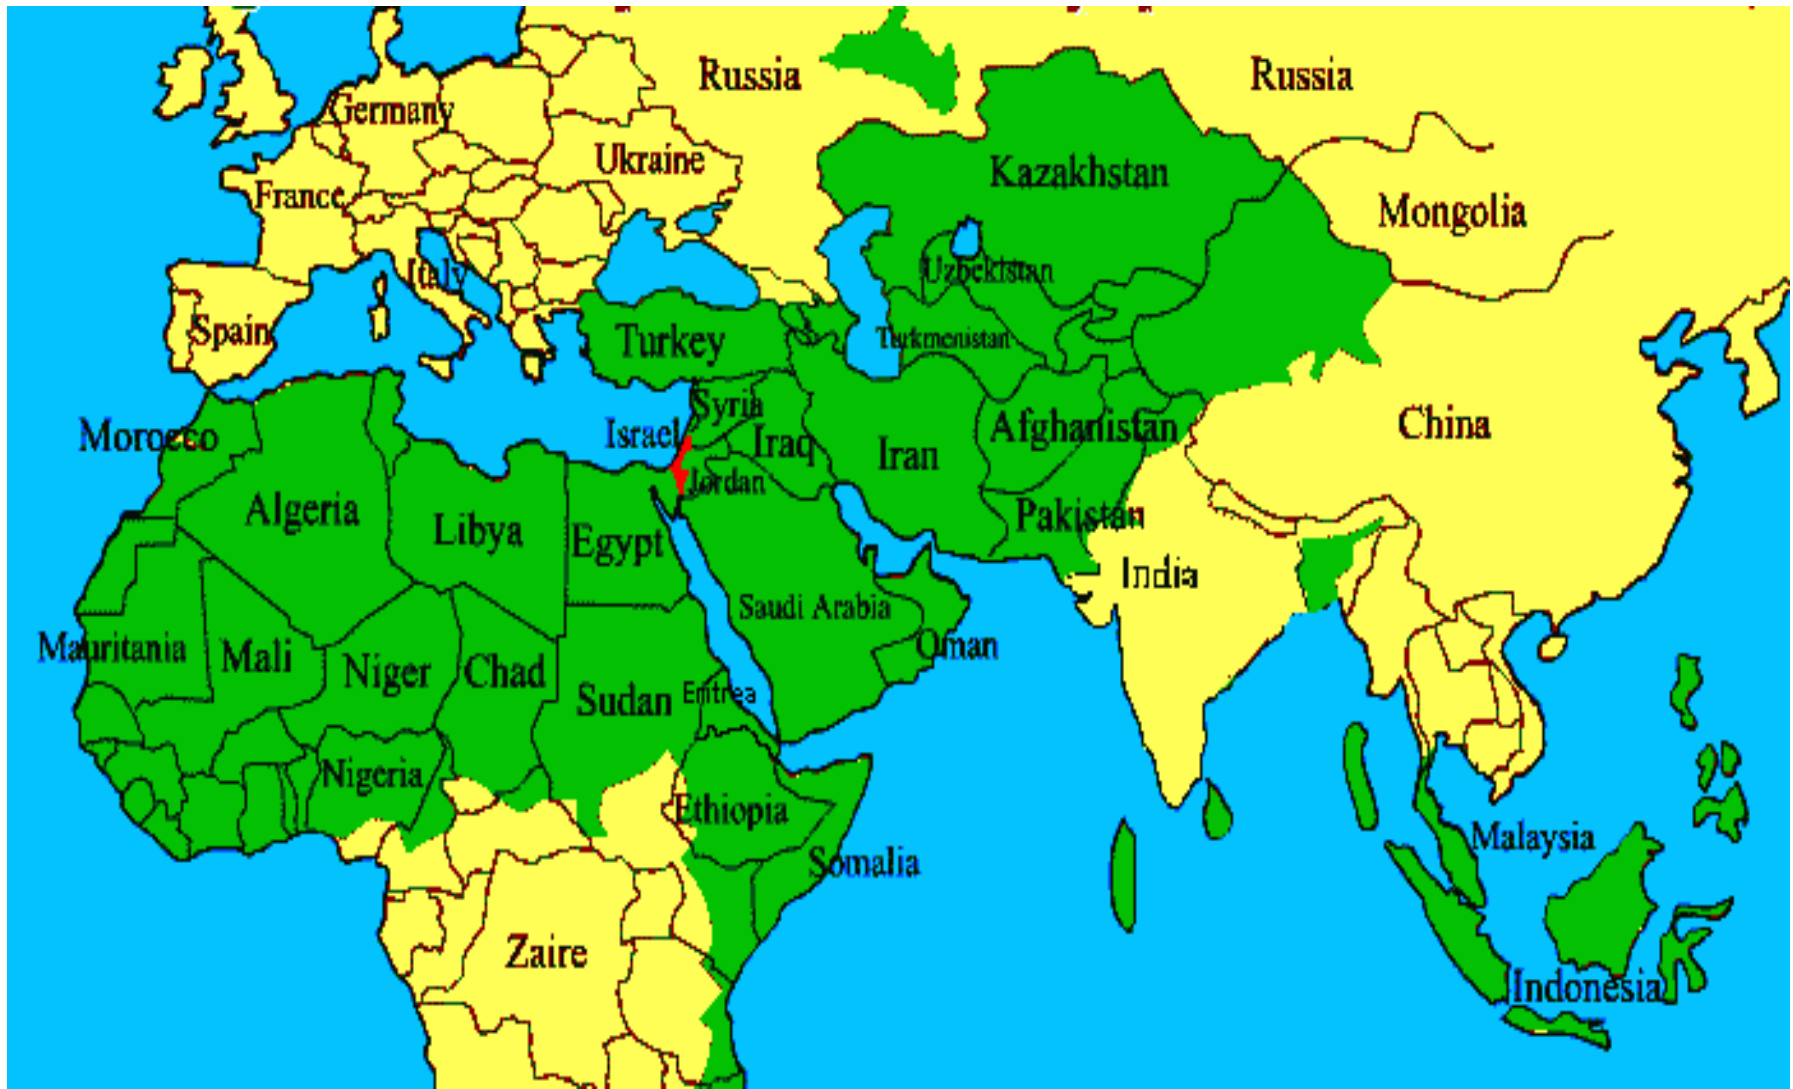 Russia
Russia
Germany
Ukraine
Kazakhstan
France
Mongolia
Italy
Uzbekistan
Spain
Turkey
Turkmenistan
Syria
Morocco
Israel
Iraq
Iran
Afghanistan
China
Jordan
Algeria
Libya
Egypt
Pakistan
India
Saudi Arabia
Mauritania
Mali
Niger
Chad
Oman
Sudan
Eritrea
Nigeria
Ethiopia
Malaysia
Somalia
Zaire
Indonesia